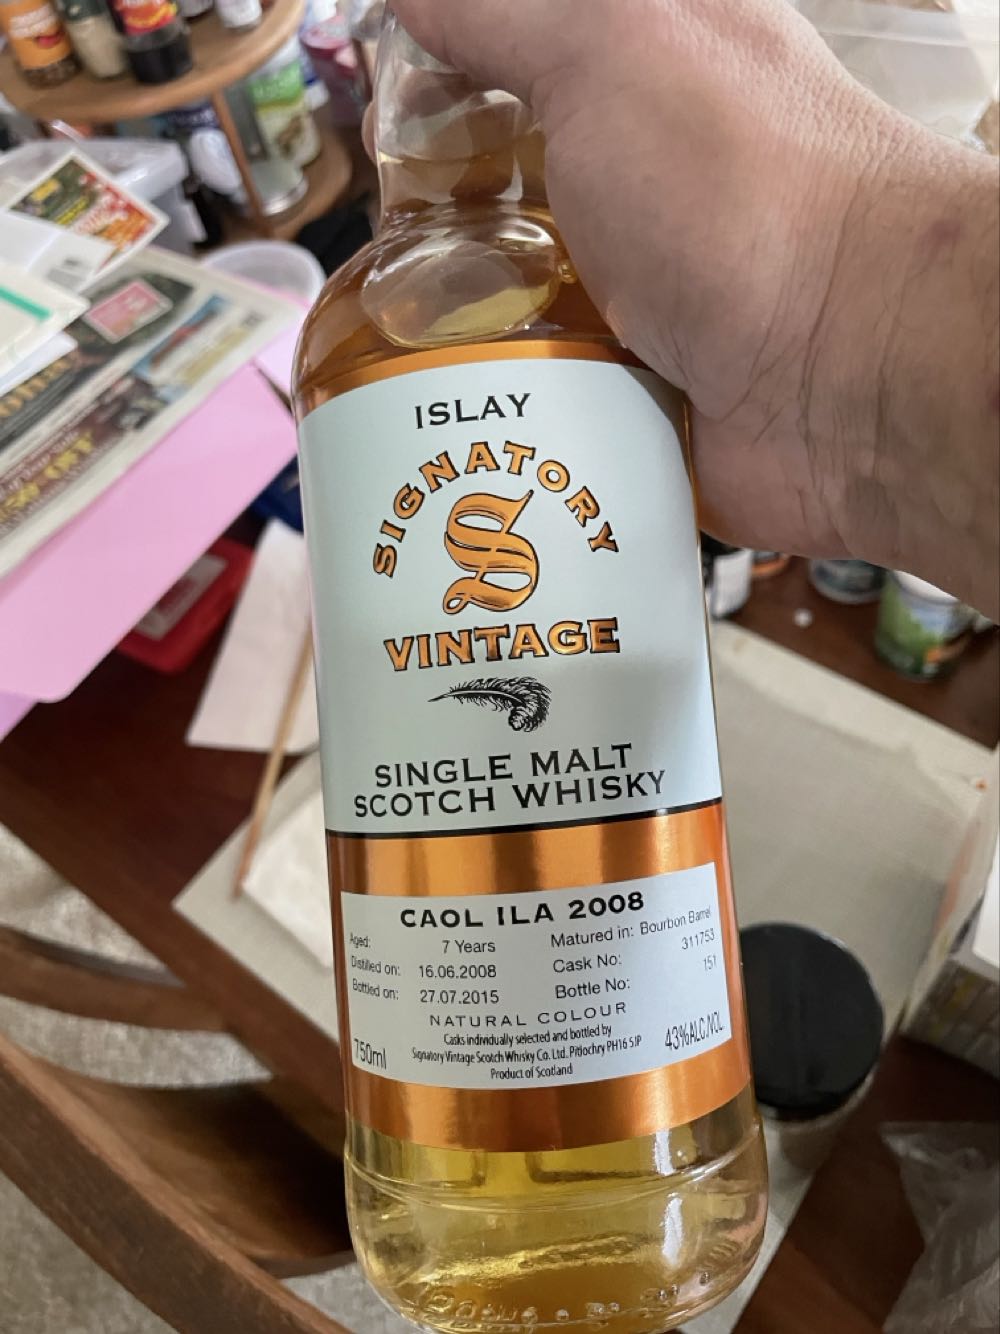 ISLAY
SIGNATORY
S
VINTAGE
SINGLE MALT
SCOTCH WHISKY
CAOL ILA 2008
Aged: 7 Years Matured in: Bourbon Barrel
Distilled on: 16.06.2008 Cask No: 311753
Bottled on: 27.07.2015 Bottle No: 151
NATURAL COLOUR
Casks individually selected and bottled by
750ml Signatory Vintage Scotch Whisky Co. Ltd. Pitlochry PH16 5JP 43%ALC./VOL.
Product of Scotland